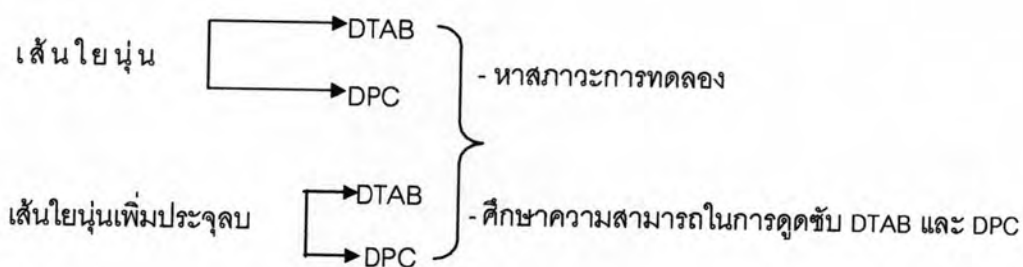 DTAB
เส้นใยนุ่น
- หาสภาวะการทดลอง
DPC
DTAB
เส้นใยนุ่นเพิ่มประจุลบ
- ศึกษาความสามารถในการดูดซับ DTAB และ DPC
DPC